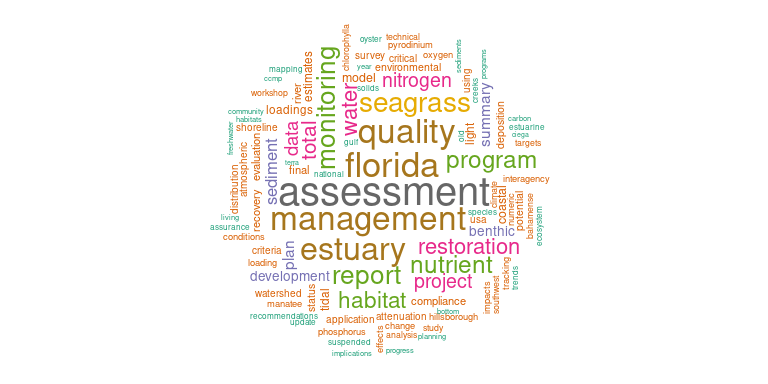 oyster
technical
pyrodinium
chlorophylla
survey
critical
oxygen
sediments
programs
mapping
year
environmental
ccmp
estimates
monitoring
model
nitrogen
using
creeks
workshop
river
solids
water
seagrass
summary
deposition
carbon
loadings
community
habitats
shoreline
data
total
quality
light
old
estuarine
ciega
targets
freshwater
evaluation
gulf
florida
program
atmospheric
sediment
terra
final
national
interagency
distribution
assessment
climate
coastal
numeric
potential
bahamense
ecosystem
recovery
management
species
usa
living
assurance
benthic
conditions
plan
estuary
restoration
criteria
loading
nutrient
development
report
project
tracking
trends
watershed
manatee
status
tidal
habitat
compliance
impacts
southwest
recommendations
update
application
attenuation
bottom
hillsborough
phosphorus
change
study
suspended
effects
analysis
planning
implications
progress